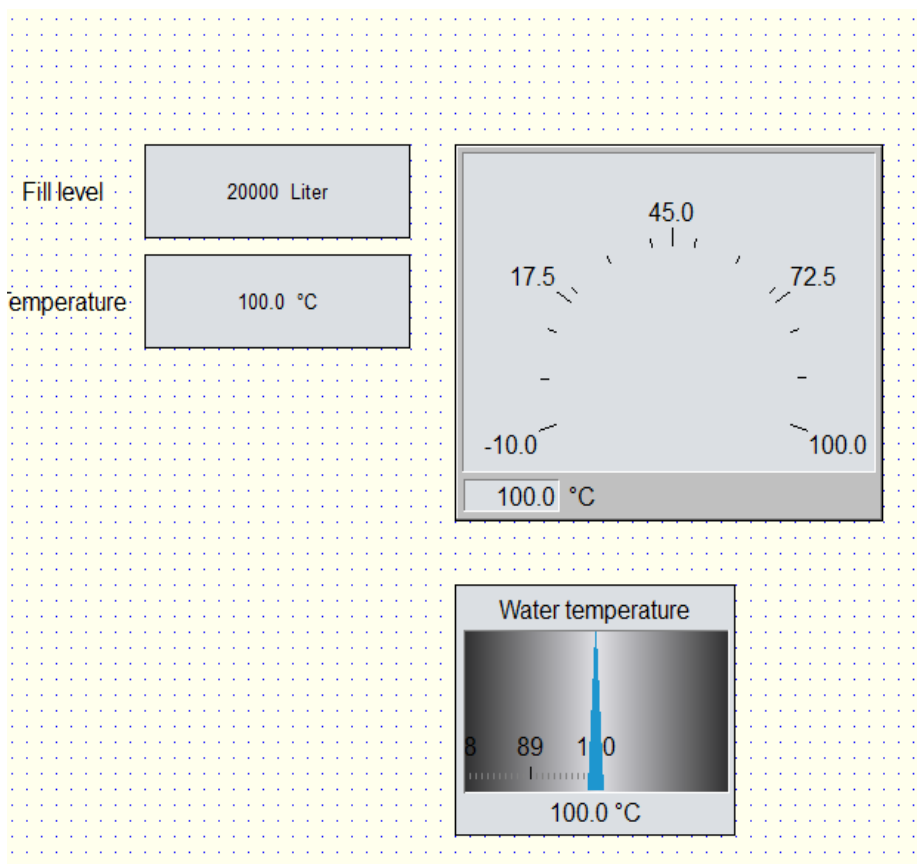 Fill level
20000 Liter
emperature
100.0 °C
45.0
17.5
72.5
-10.0
100.0
100.0 °C
Water temperature
8 89
100.0 °C